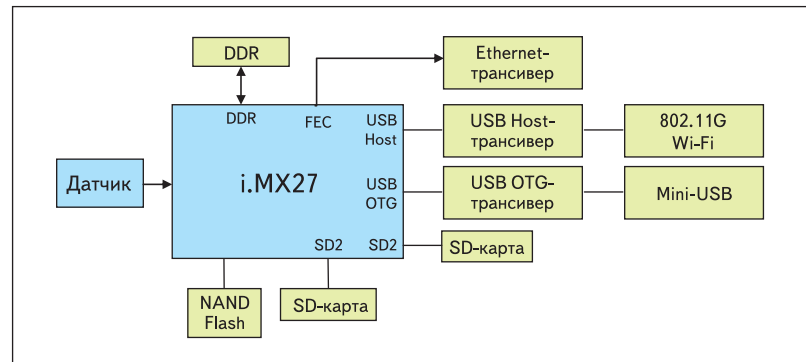 DDR
Ethernet-
трансивер
DDR
FEC
USB
Host
USB Host-
трансивер
802.11G
Wi-Fi
Датчик
i.MX27
USB
OTG
USB OTG-
трансивер
Mini-USB
SD2
SD2
SD-карта
NAND
Flash
SD-карта